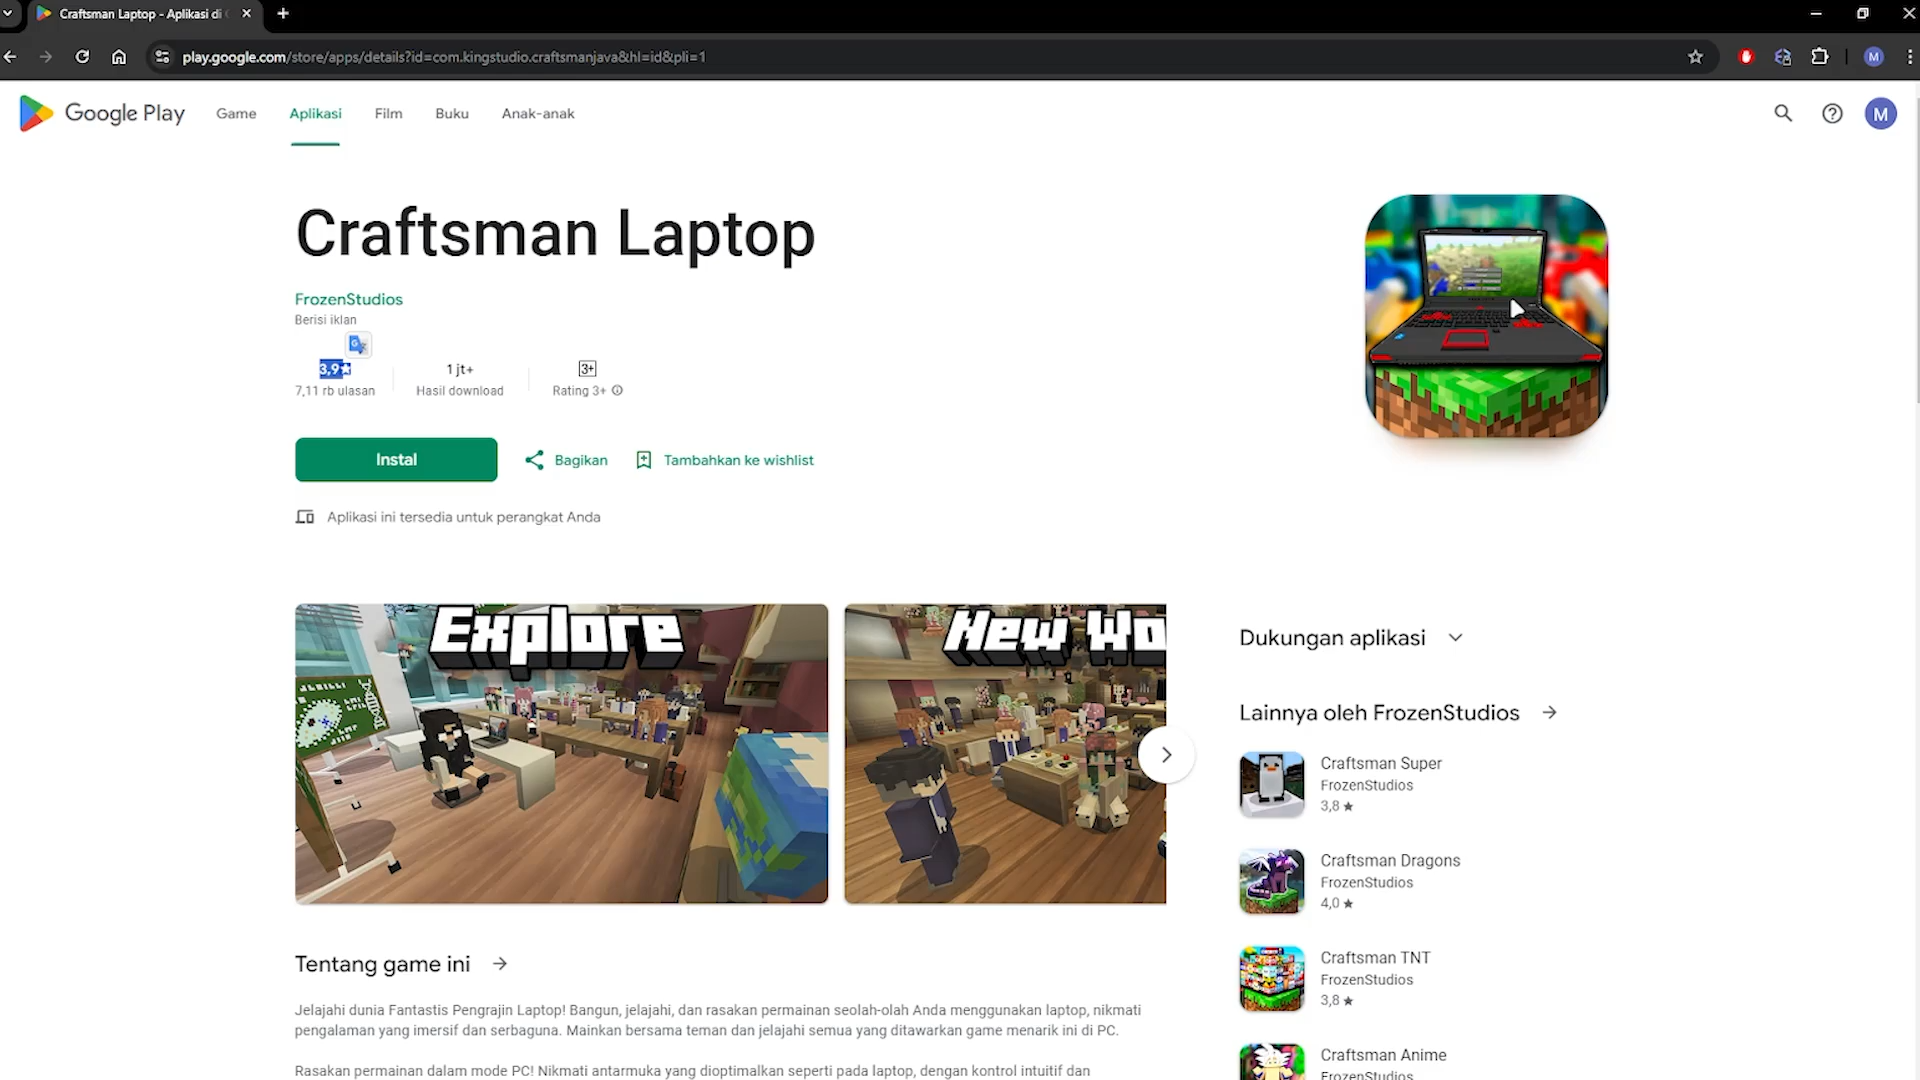 Craftsman Laptop - Aplikasi di
play.google.com/store/apps/details?id=com.kingstudio.craftsmanjava&hl=id&pli=1
M
Google Play
Game
Aplikasi
Film
Buku
Anak-anak
M
Craftsman Laptop
FrozenStudios
Berisi iklan
3,9★
7,11 rb ulasan
1 jt+
Hasil download
3+
Rating 3+
Instal
Bagikan
Tambahkan ke wishlist
Aplikasi ini tersedia untuk perangkat Anda
Explore
New Wo
Dukungan aplikasi
Lainnya oleh FrozenStudios
Craftsman Super
FrozenStudios
3,8 ★
Craftsman Dragons
FrozenStudios
4,0 ★
Craftsman TNT
FrozenStudios
3,8 ★
Craftsman Anime
FrozenStudios
Tentang game ini
Jelajahi dunia Fantastis Pengrajin Laptop! Bangun, jelajahi, dan rasakan permainan seolah-olah Anda menggunakan laptop, nikmati
pengalaman yang imersif dan serbaguna. Mainkan bersama teman dan jelajahi semua yang ditawarkan game menarik ini di PC.
Rasakan permainan dalam mode PC! Nikmati antarmuka yang dioptimalkan seperti pada laptop, dengan kontrol intuitif dan